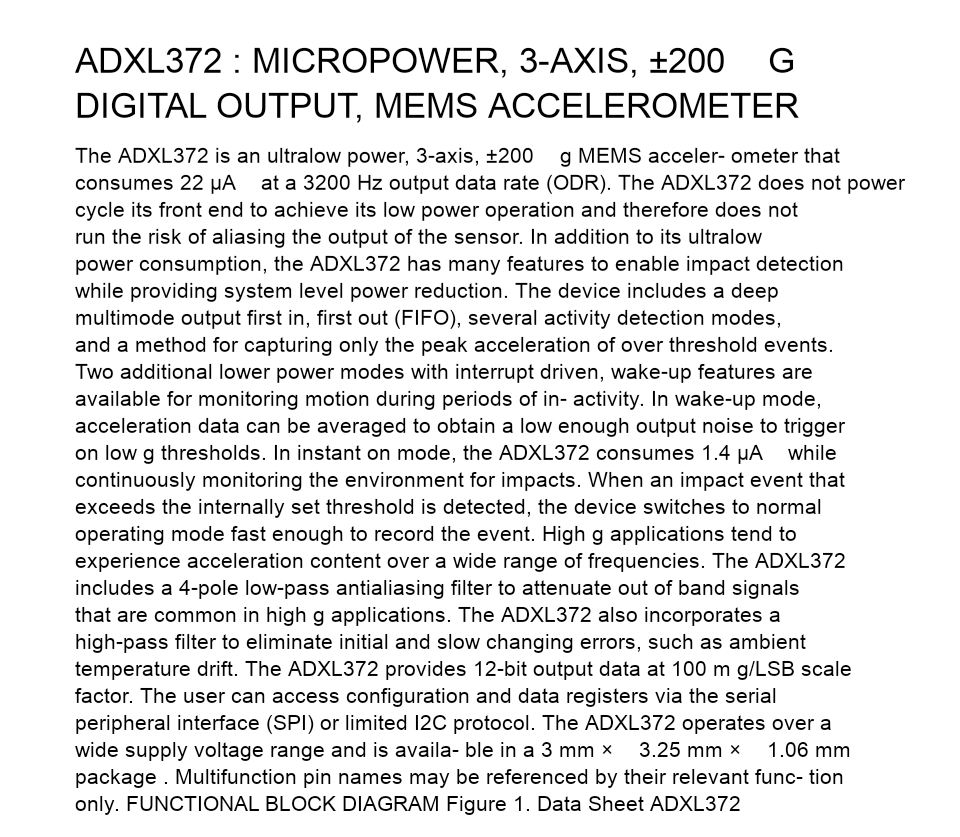 ADXL372 : MICROPOWER, 3-AXIS, ±200 G
DIGITAL OUTPUT, MEMS ACCELEROMETER
The ADXL372 is an ultralow power, 3-axis, ±200 g MEMS acceler- ometer that
consumes 22 µA at a 3200 Hz output data rate (ODR). The ADXL372 does not power
cycle its front end to achieve its low power operation and therefore does not
run the risk of aliasing the output of the sensor. In addition to its ultralow
power consumption, the ADXL372 has many features to enable impact detection
while providing system level power reduction. The device includes a deep
multimode output first in, first out (FIFO), several activity detection modes,
and a method for capturing only the peak acceleration of over threshold events.
Two additional lower power modes with interrupt driven, wake-up features are
available for monitoring motion during periods of in- activity. In wake-up mode,
acceleration data can be averaged to obtain a low enough output noise to trigger
on low g thresholds. In instant on mode, the ADXL372 consumes 1.4 µA while
continuously monitoring the environment for impacts. When an impact event that
exceeds the internally set threshold is detected, the device switches to normal
operating mode fast enough to record the event. High g applications tend to
experience acceleration content over a wide range of frequencies. The ADXL372
includes a 4-pole low-pass antialiasing filter to attenuate out of band signals
that are common in high g applications. The ADXL372 also incorporates a
high-pass filter to eliminate initial and slow changing errors, such as ambient
temperature drift. The ADXL372 provides 12-bit output data at 100 m g/LSB scale
factor. The user can access configuration and data registers via the serial
peripheral interface (SPI) or limited I2C protocol. The ADXL372 operates over a
wide supply voltage range and is availa- ble in a 3 mm × 3.25 mm × 1.06 mm
package . Multifunction pin names may be referenced by their relevant func- tion
only. FUNCTIONAL BLOCK DIAGRAM Figure 1. Data Sheet ADXL372